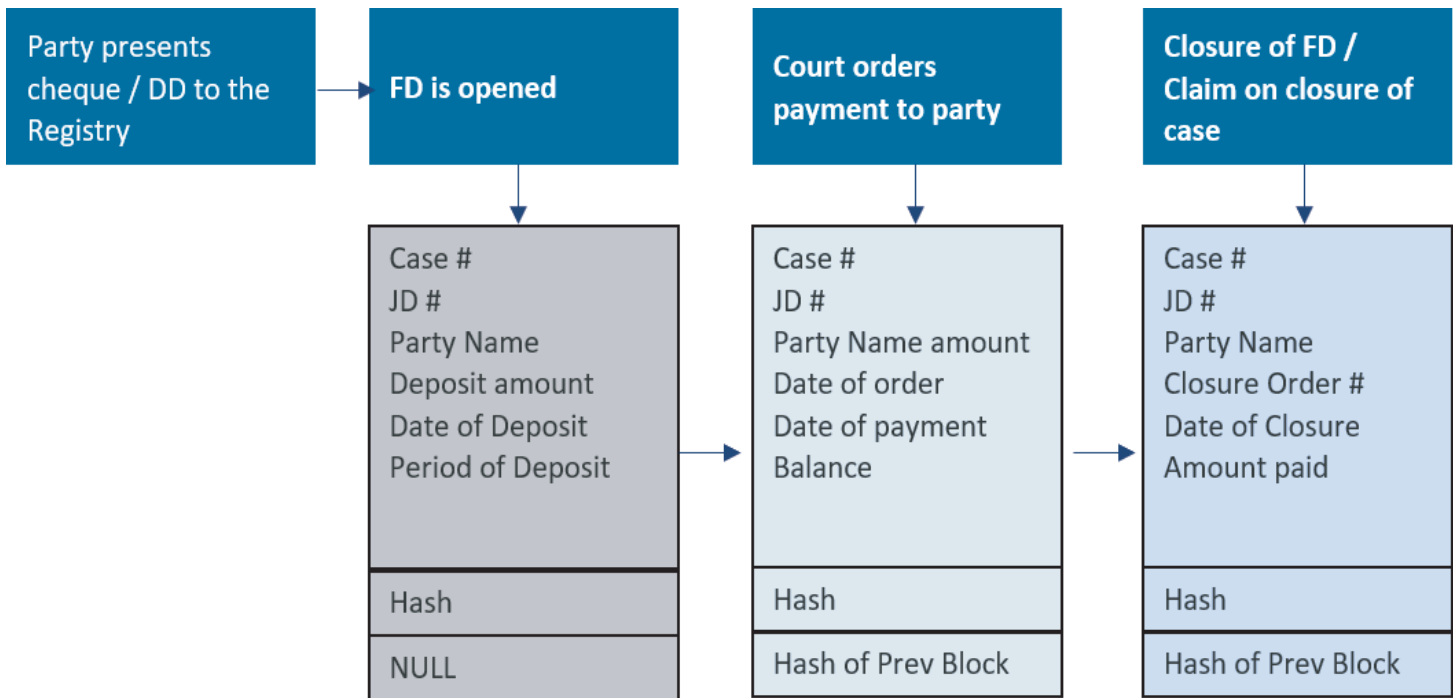 Party presents
cheque / DD to the
Registry
FD is opened
Court orders
payment to party
Closure of FD /
Claim on closure of
case
Case #
JD #
Party Name
Deposit amount
Date of Deposit
Period of Deposit
Hash
NULL
Case #
JD #
Party Name amount
Date of order
Date of payment
Balance
Hash
Hash of Prev Block
Case #
JD #
Party Name
Closure Order #
Date of Closure
Amount paid
Hash
Hash of Prev Block